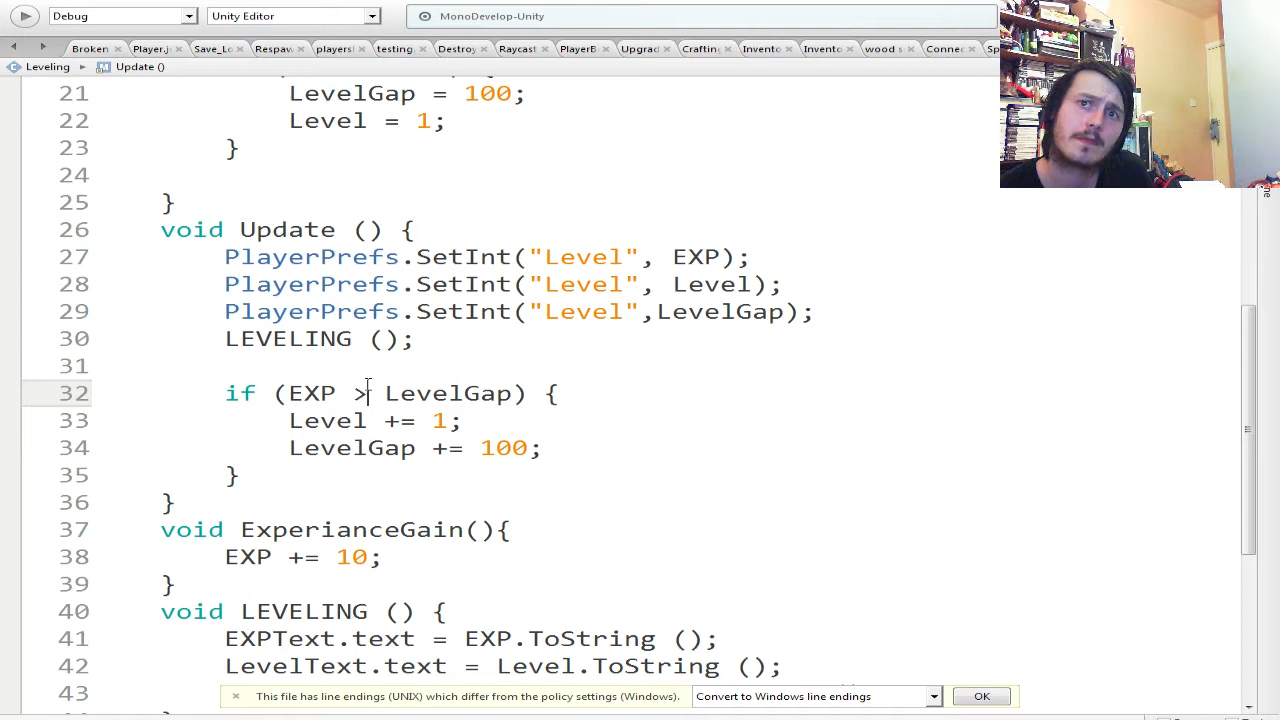 Debug Unity Editor MonoDevelop-Unity
Broken Player.j Save_Lo Respaw players testing Destroy Raycast PlayerB Upgrad Crafting Invento Invento wood s Connec Sp
Leveling Update ()
21 LevelGap = 100;
22 Level = 1;
23 }
24
25 }
26 void Update () {
27 PlayerPrefs.SetInt("Level", EXP);
28 PlayerPrefs.SetInt("Level", Level);
29 PlayerPrefs.SetInt("Level",LevelGap);
30 LEVELING ();
31
32 if (EXP > LevelGap) {
33 Level += 1;
34 LevelGap += 100;
35 }
36 }
37 void ExperianceGain(){
38 EXP += 10;
39 }
40 void LEVELING () {
41 EXPText.text = EXP.ToString ();
42 LevelText.text = Level.ToString ();
43
This file has line endings (UNIX) which differ from the policy settings (Windows). Convert to Windows line endings OK